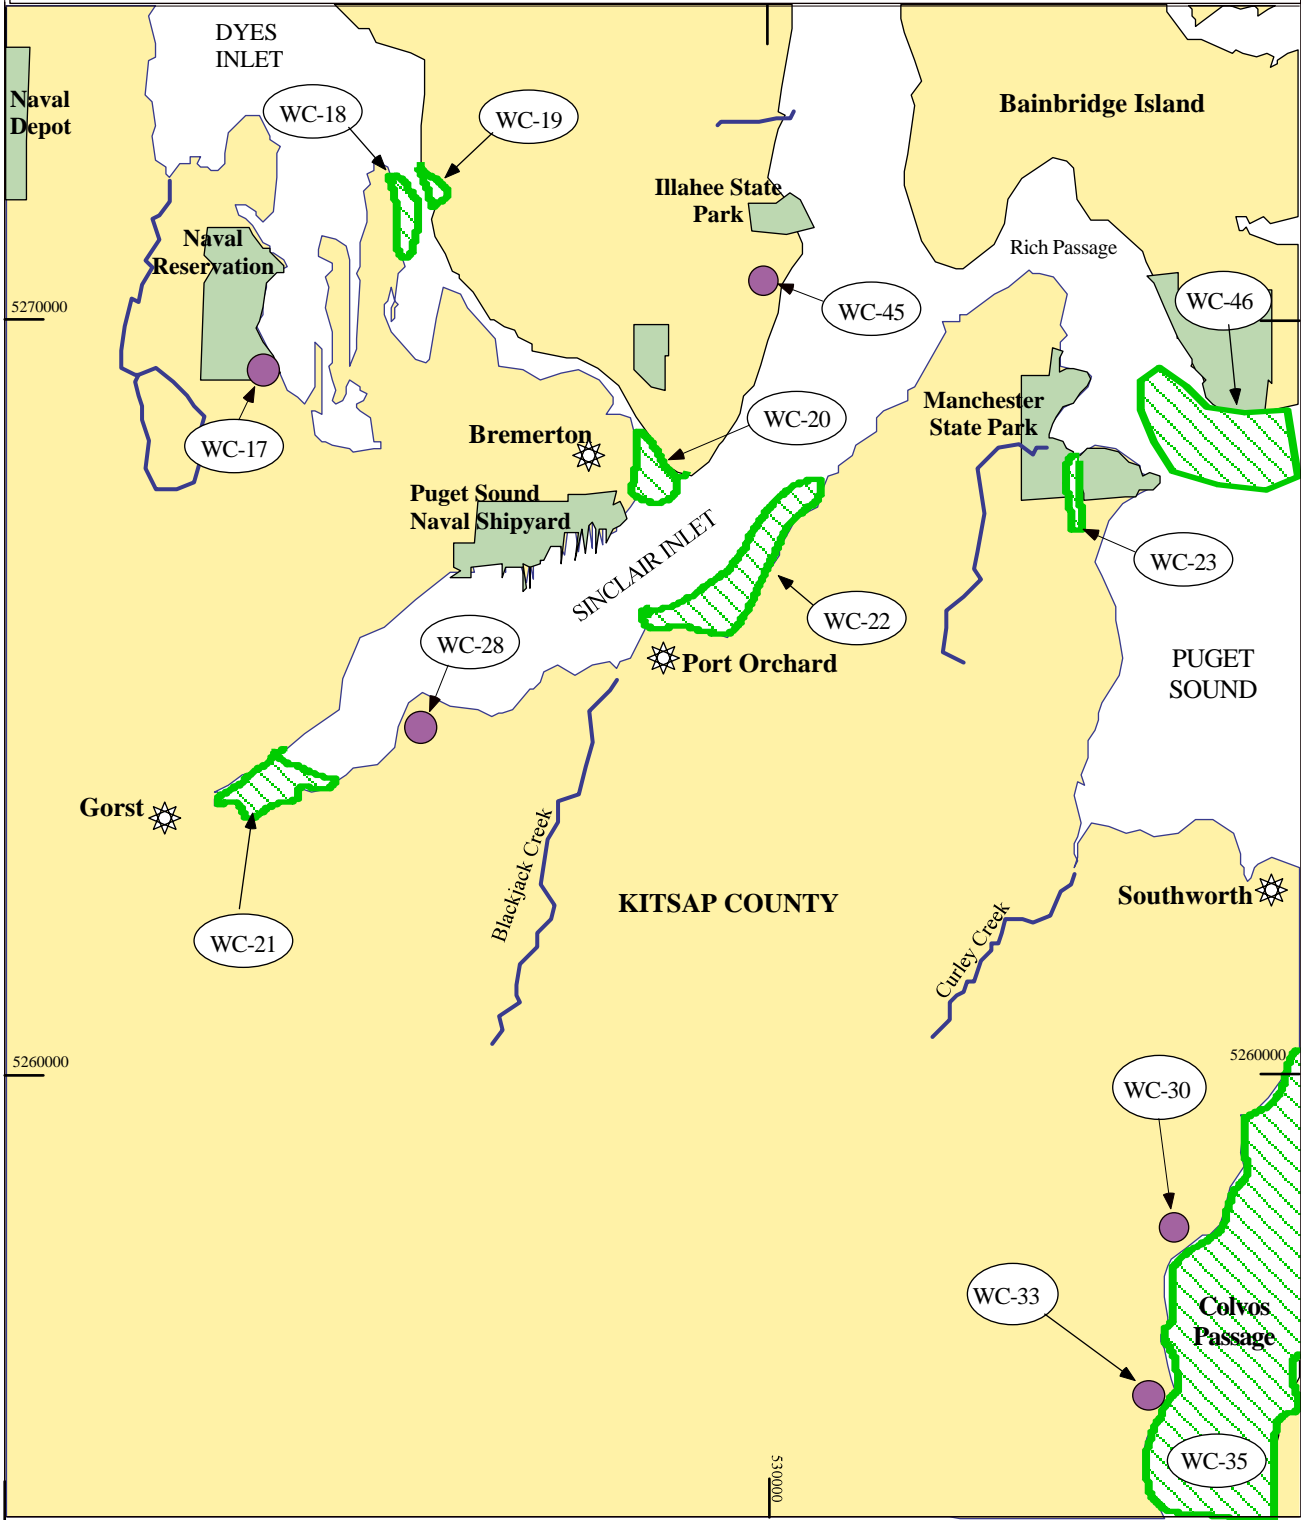 DYES
INLET
Naval
Depot
WC-18
WC-19
Bainbridge Island
Illahee State
Park
Naval
Reservation
Rich Passage
5270000
WC-45
WC-46
Manchester
State Park
WC-17
Bremerton
WC-20
Puget Sound
Naval Shipyard
SINCLAIR INLET
WC-23
WC-22
WC-28
Port Orchard
PUGET
SOUND
Gorst
Blackjack Creek
KITSAP COUNTY
Southworth
WC-21
Curley Creek
5260000
5260000
WC-30
WC-33
Colvos
Passage
WC-35
530000